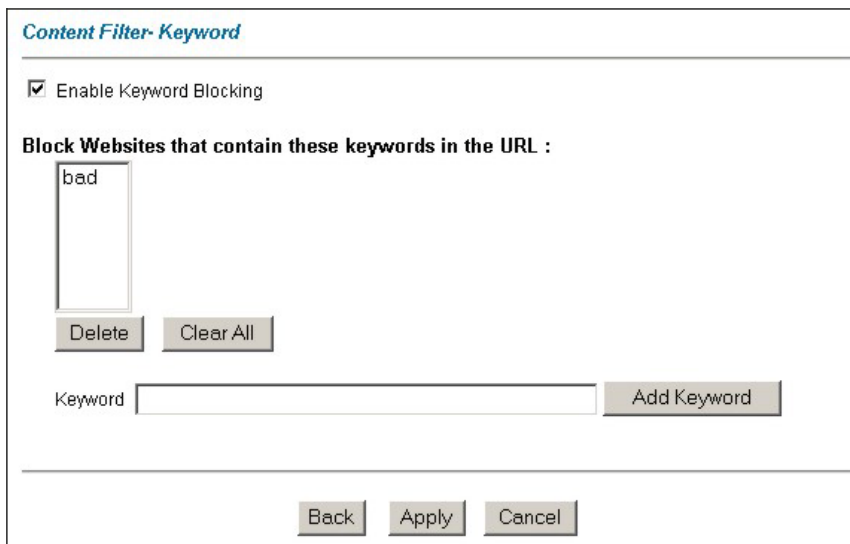 Content Filter- Keyword
Enable Keyword Blocking
Block Websites that contain these keywords in the URL :
bad
Delete Clear All
Keyword Add Keyword
Back Apply Cancel